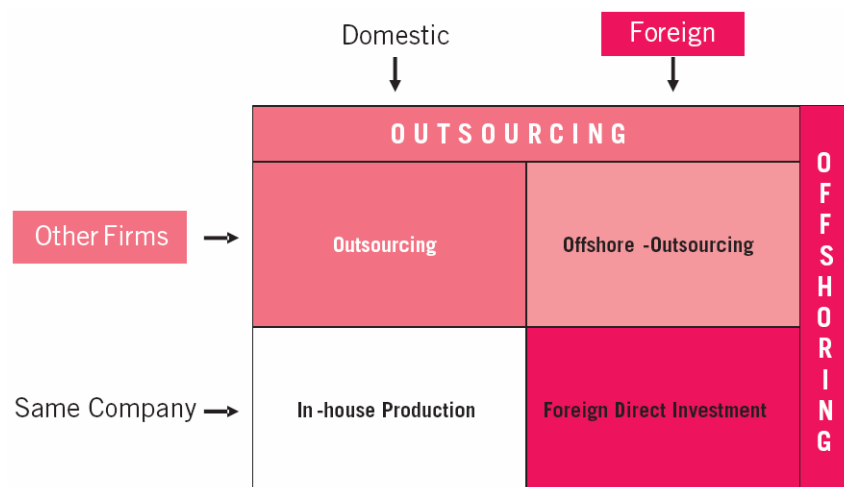 Domestic
Foreign
OUTSOURCING
OFFSHORING
Other Firms
Outsourcing
Offshore -Outsourcing
Same Company
In -house Production
Foreign Direct Investment